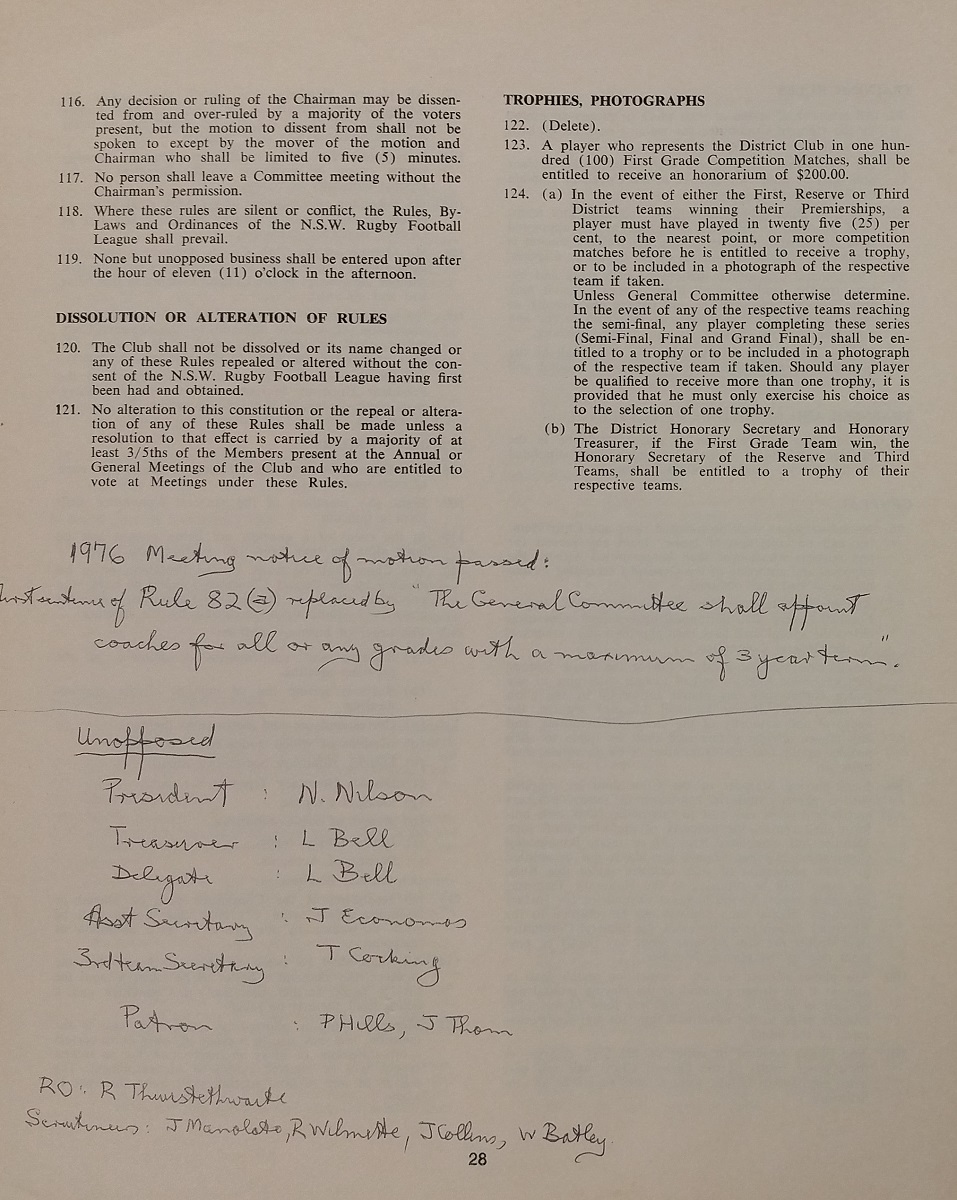 116. Any decision or ruling of the Chairman may be dissen-
ted from and over-ruled by a majority of the voters
present, but the motion to dissent from shall not be
spoken to except by the mover of the motion and
Chairman who shall be limited to five (5) minutes.
117. No person shall leave a Committee meeting without the
Chairman's permission.
118. Where these rules are silent or conflict, the Rules, By-
Laws and Ordinances of the N.S.W. Rugby Football
League shall prevail.
119. None but unopposed business shall be entered upon after
the hour of eleven (11) o'clock in the afternoon.
DISSOLUTION OR ALTERATION OF RULES
120. The Club shall not be dissolved or its name changed or
any of these Rules repealed or altered without the con-
sent of the N.S.W. Rugby Football League having first
been had and obtained.
121. No alteration to this constitution or the repeal or altera-
tion of any of these Rules shall be made unless a
resolution to that effect is carried by a majority of at
least 3/5ths of the Members present at the Annual or
General Meetings of the Club and who are entitled to
vote at Meetings under these Rules.
TROPHIES, PHOTOGRAPHS
122. (Delete).
123. A player who represents the District Club in one hun-
dred (100) First Grade Competition Matches, shall be
entitled to receive an honorarium of $200.00.
124. (a) In the event of either the First, Reserve or Third
District teams winning their Premierships, a
player must have played in twenty five (25) per
cent, to the nearest point, or more competition
matches before he is entitled to receive a trophy,
or to be included in a photograph of the respective
team if taken.
Unless General Committee otherwise determine.
In the event of any of the respective teams reaching
the semi-final, any player completing these series
(Semi-Final, Final and Grand Final), shall be en-
titled to a trophy or to be included in a photograph
of the respective team if taken. Should any player
be qualified to receive more than one trophy, it is
provided that he must only exercise his choice as
to the selection of one trophy.
(b) The District Honorary Secretary and Honorary
Treasurer, if the First Grade Team win, the
Honorary Secretary of the Reserve and Third
Teams, shall be entitled to a trophy of their
respective teams.
1976 Meeting notice of motion passed:
first sentence of Rule 82 (a) replaced by "The General Committee shall appoint
coaches for all or any grades with a maximum of 3 year term".
Unopposed
President : N. Nilson
Treasurer : L Bell
Delegate : L Bell
Asst Secretary : J Economos
3rd team Secretary : T Cocking
Patron : P Hills, J Thom
RO: R Thurstethwaite
Scrutineers: J Manolato, R Wilmette, J Collins, W Batley
28